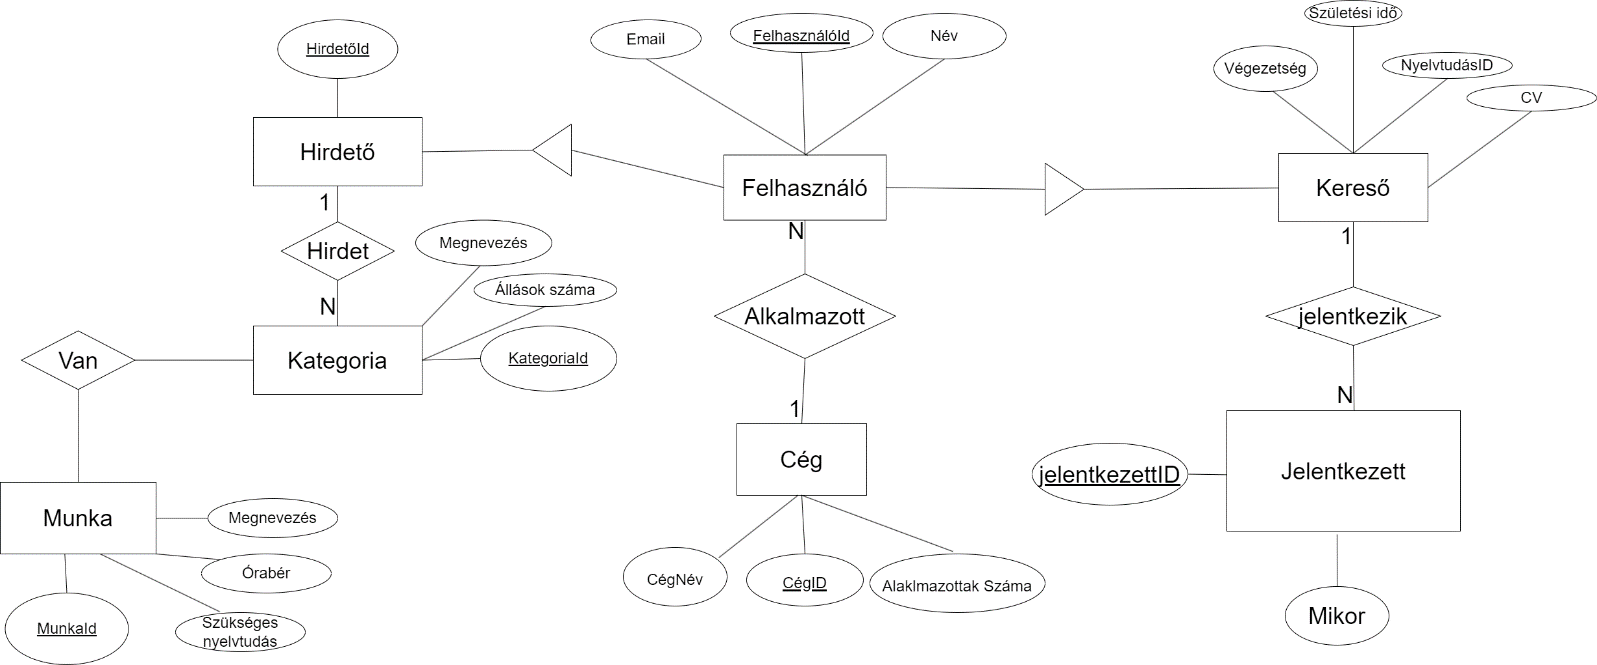 Születési idő
HirdetőId
Email
FelhasználóId
Név
Végezetség
NyelvtudásID
CV
Hirdető
Felhasználó
Kereső
1
N
1
Hirdet
Megnevezés
N
Állások száma
Alkalmazott
jelentkezik
Van
Kategoria
KategoriaId
1
N
Cég
Jelentkezett
jelentkezettID
Munka
Megnevezés
Órabér
CégNév
CégID
Alaklmazottak Száma
MunkaId
Szükséges
nyelvtudás
Mikor